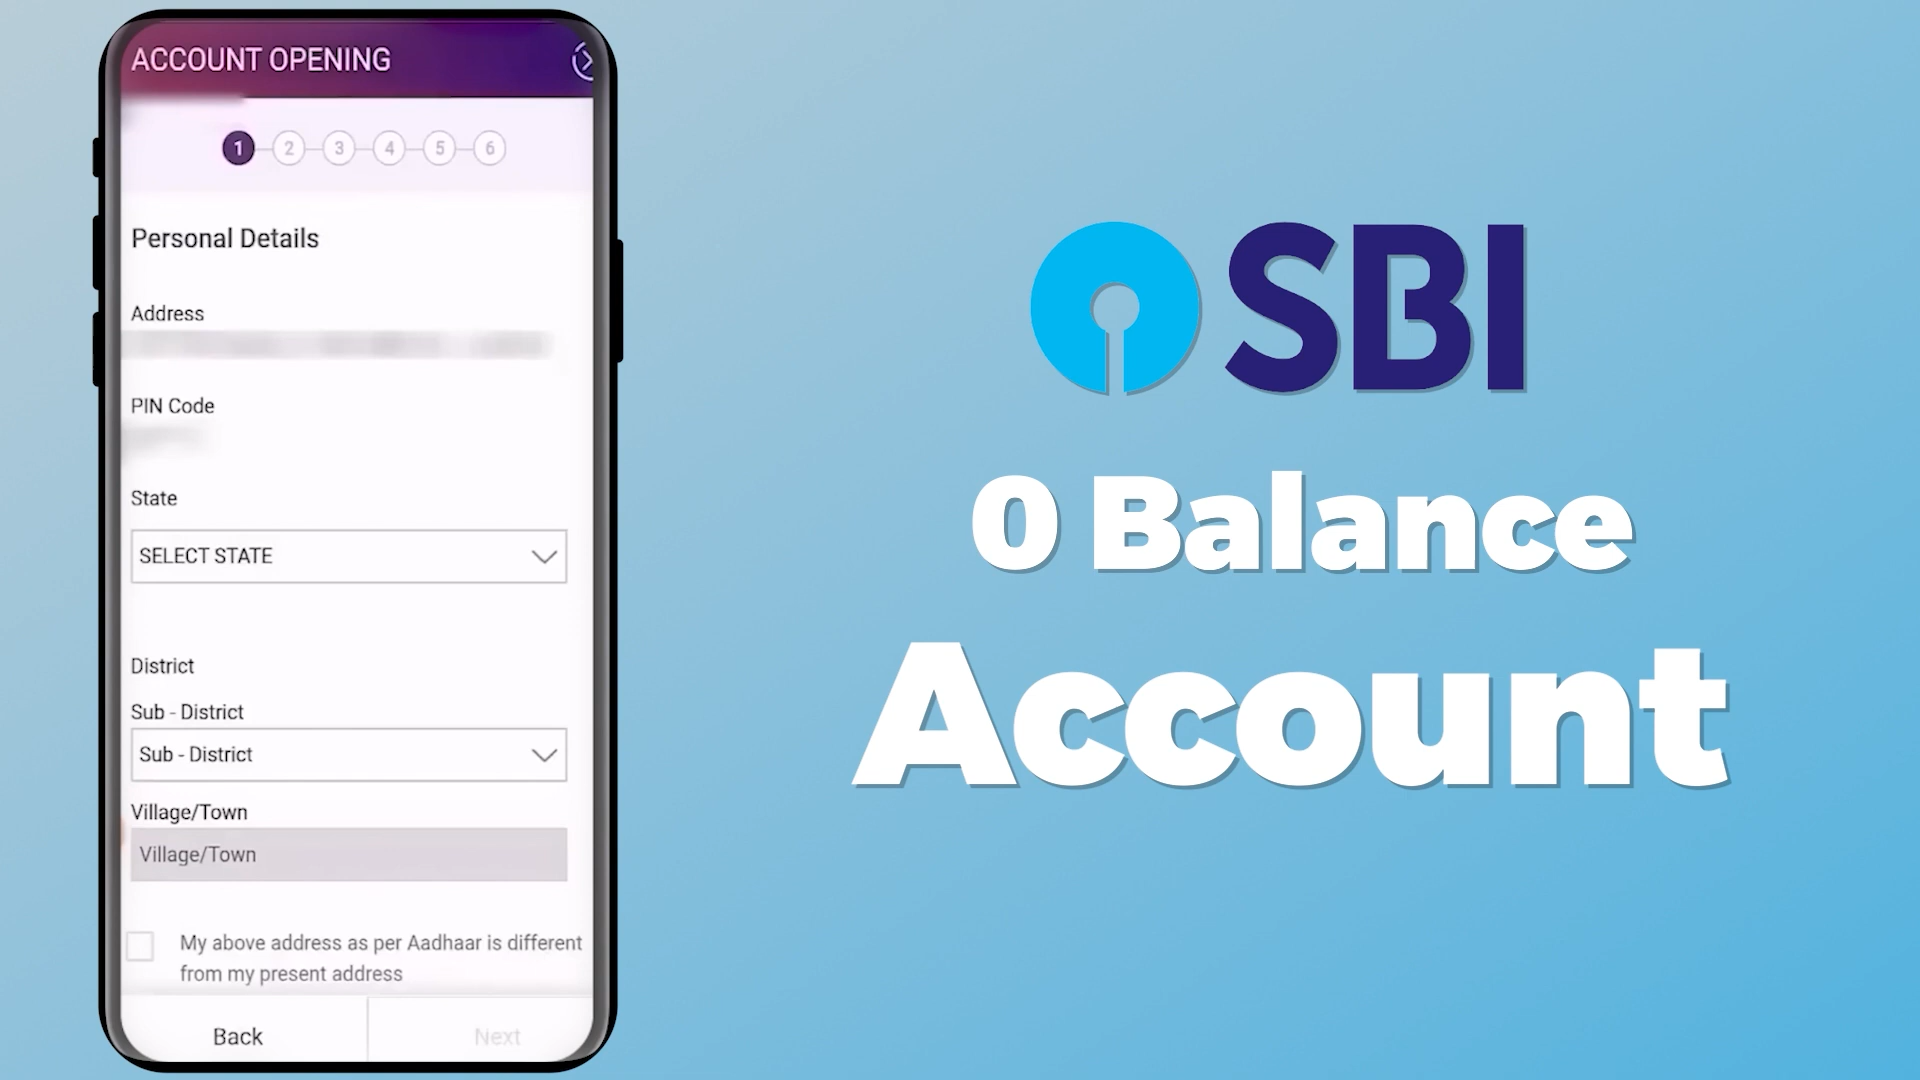 ACCOUNT OPENING
1 2 3 4 5 6
Personal Details
Address
PIN Code
State
SELECT STATE
District
Sub - District
Sub - District
Village/Town
Village/Town
My above address as per Aadhaar is different
from my present address
Back Next
SBI
0 Balance
Account